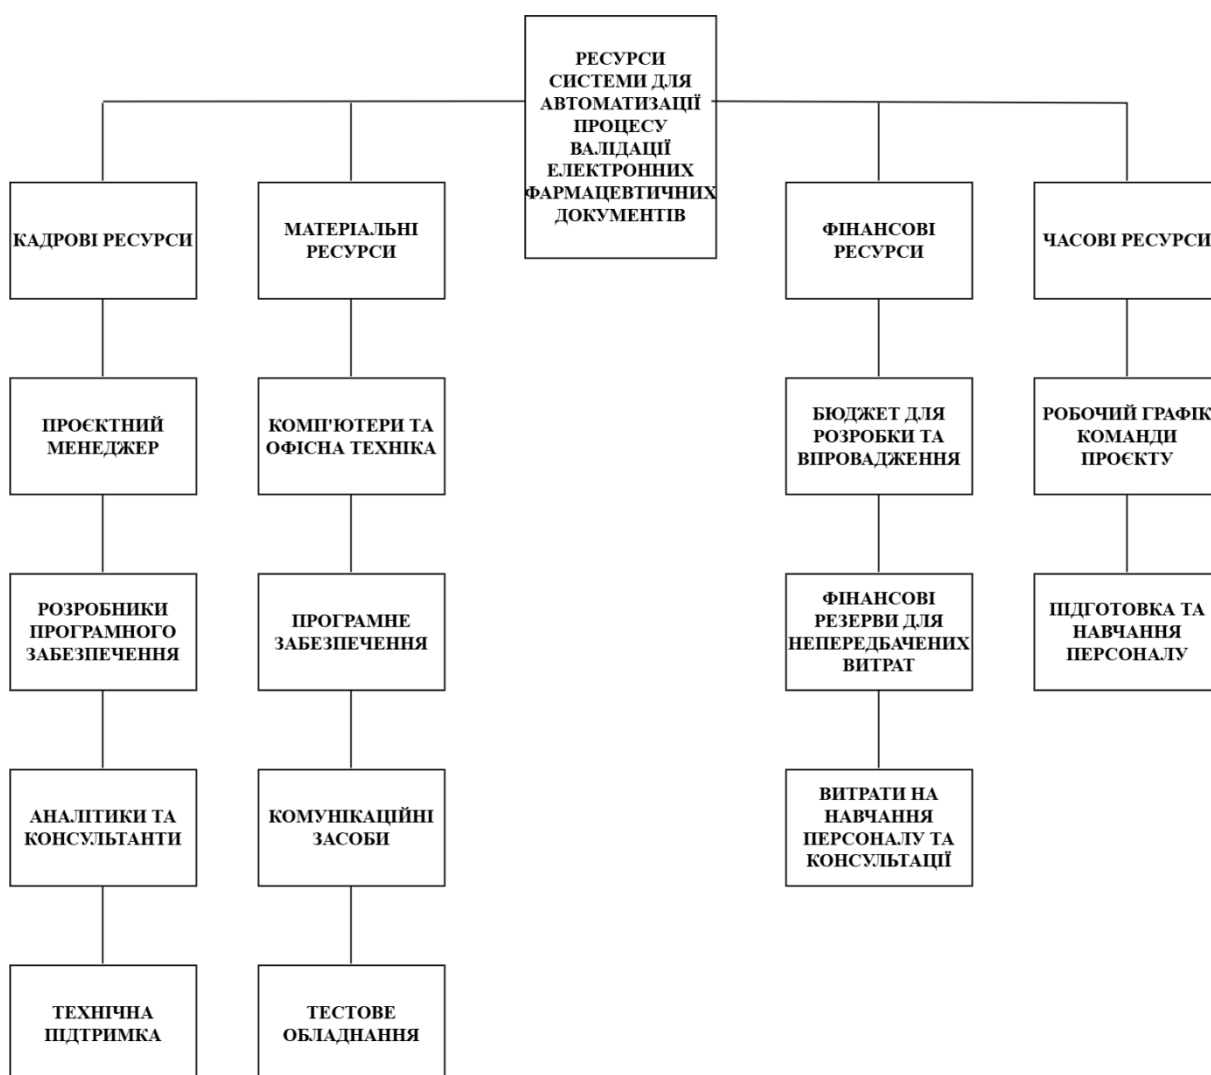 РЕСУРСИ
СИСТЕМИ ДЛЯ
АВТОМАТИЗАЦІЇ
ПРОЦЕСУ
ВАЛІДАЦІЇ
ЕЛЕКТРОННИХ
ФАРМАЦЕВТИЧНИХ
ДОКУМЕНТІВ
КАДРОВІ РЕСУРСИ
МАТЕРІАЛЬНІ
РЕСУРСИ
ФІНАНСОВІ
РЕСУРСИ
ЧАСОВІ РЕСУРСИ
ПРОЄКТНИЙ
МЕНЕДЖЕР
КОМП'ЮТЕРИ ТА
ОФІСНА ТЕХНІКА
БЮДЖЕТ ДЛЯ
РОЗРОБКИ ТА
ВПРОВАДЖЕННЯ
РОБОЧИЙ ГРАФІК
КОМАНДИ
ПРОЄКТУ
РОЗРОБНИКИ
ПРОГРАМНОГО
ЗАБЕЗПЕЧЕННЯ
ПРОГРАМНЕ
ЗАБЕЗПЕЧЕННЯ
ФІНАНСОВІ
РЕЗЕРВИ ДЛЯ
НЕПЕРЕДБАЧЕНИХ
ВИТРАТ
ПІДГОТОВКА ТА
НАВЧАННЯ
ПЕРСОНАЛУ
АНАЛІТИКИ ТА
КОНСУЛЬТАНТИ
КОМУНІКАЦІЙНІ
ЗАСОБИ
ВИТРАТИ НА
НАВЧАННЯ
ПЕРСОНАЛУ ТА
КОНСУЛЬТАЦІЇ
ТЕХНІЧНА
ПІДТРИМКА
ТЕСТОВЕ
ОБЛАДНАННЯ